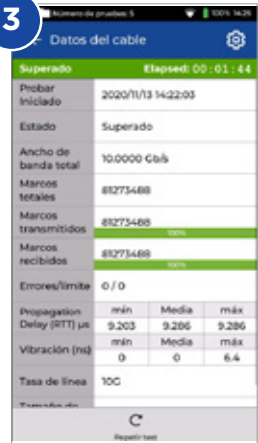 3
Número de pruebas: 5 100% 14:25
← Datos del cable
Superado Elapsed: 00:01:44
Probar Iniciado 2020/11/13 14:22:03
Estado Superado
Ancho de banda total 10.0000 Gb/s
Marcos totales 81273488
Marcos transmitidos 81273488
100%
Marcos recibidos 81273488
100%
Errores/límite 0 / 0
Propagation Delay (RTT) µs
mín Media máx
9.203 9.286 9.286
Vibración (ns)
mín Media máx
0 0 6.4
Tasa de línea 10G
Tamaño de
Repetir test